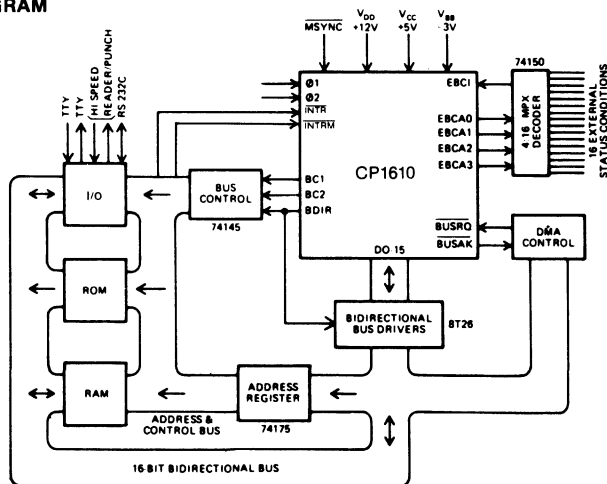 GRAM
MSYNC
VDD
+12V
VCC
+5V
VBB
-3V
74150
TTY
TTY
HI SPEED
READER/PUNCH
RS 232C
Ø1
Ø2
INTR
INTRM
EBCI
EBCA0
EBCA1
EBCA2
EBCA3
4:16 MPX
DECODER
16 EXTERNAL
STATUS CONDITIONS
CP1610
I/O
BUS
CONTROL
74145
BC1
BC2
BDIR
BUSRQ
BUSAK
DMA
CONTROL
DO 15
ROM
BIDIRECTIONAL
BUS DRIVERS
8T26
RAM
ADDRESS
REGISTER
74175
ADDRESS &
CONTROL BUS
16-BIT BIDIRECTIONAL BUS